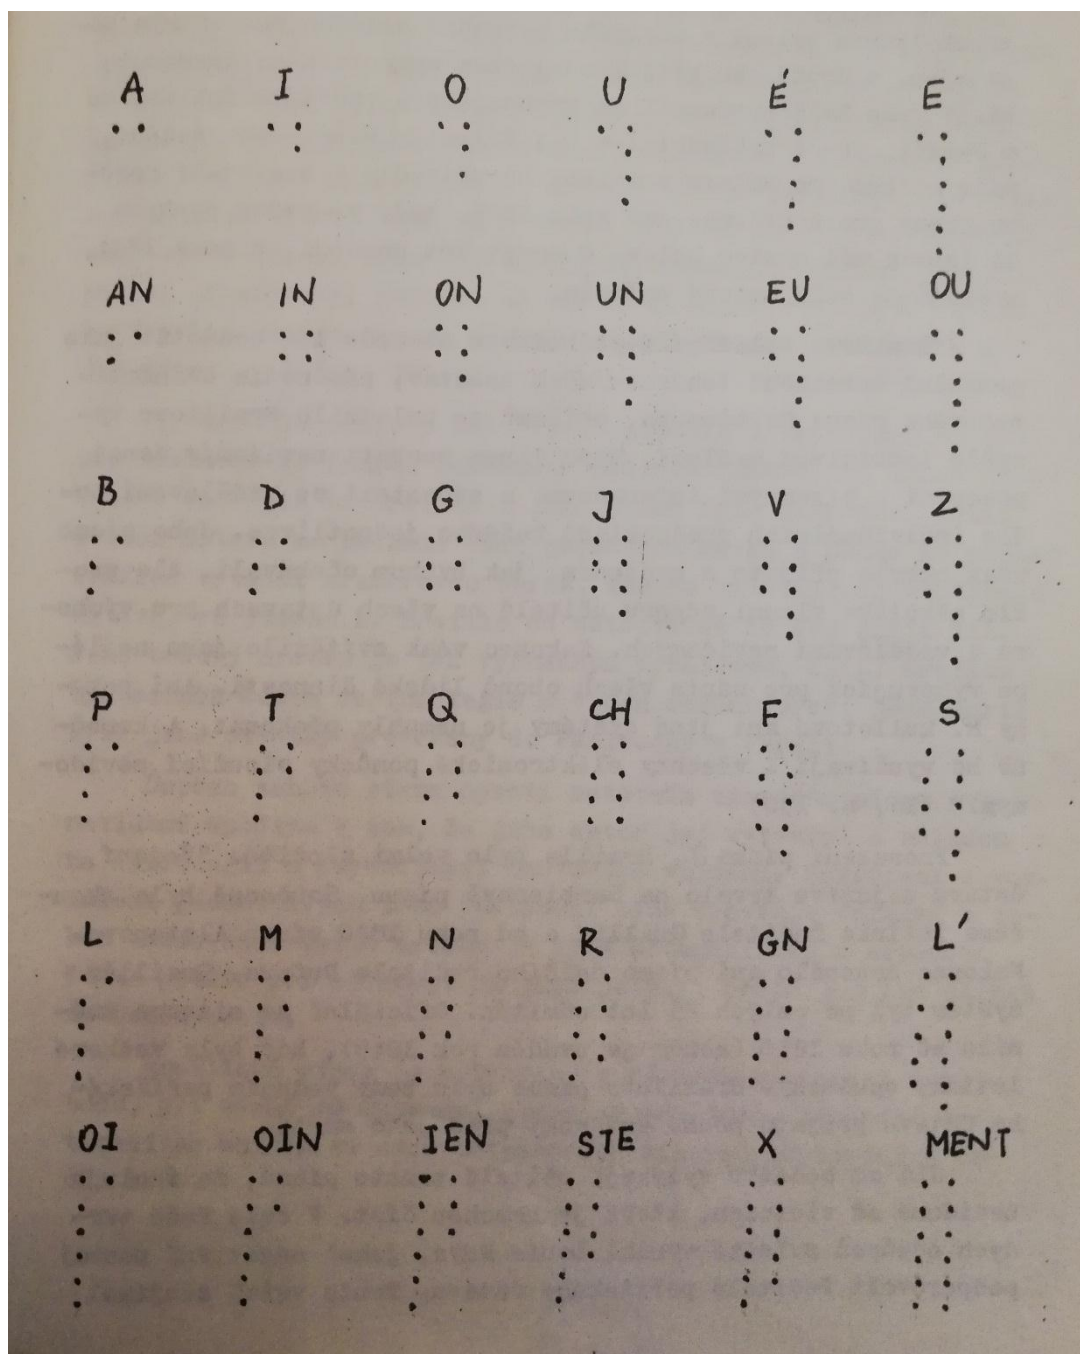 A I O U É E
AN IN ON UN EU OU
B D G J V Z
P T Q CH F S
L M N R GN L'
OI OIN IEN STE X MENT